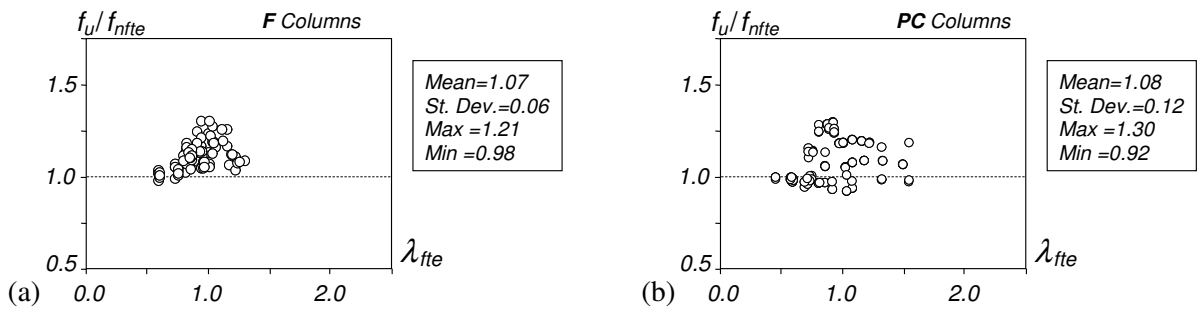 f_u / f_nfte F Columns
1.5
1.0
0.5
0.0 1.0 2.0
λ_fte
Mean=1.07
St. Dev.=0.06
Max =1.21
Min =0.98
(a)
f_u / f_nfte PC Columns
1.5
1.0
0.5
0.0 1.0 2.0
λ_fte
Mean=1.08
St. Dev.=0.12
Max =1.30
Min =0.92
(b)